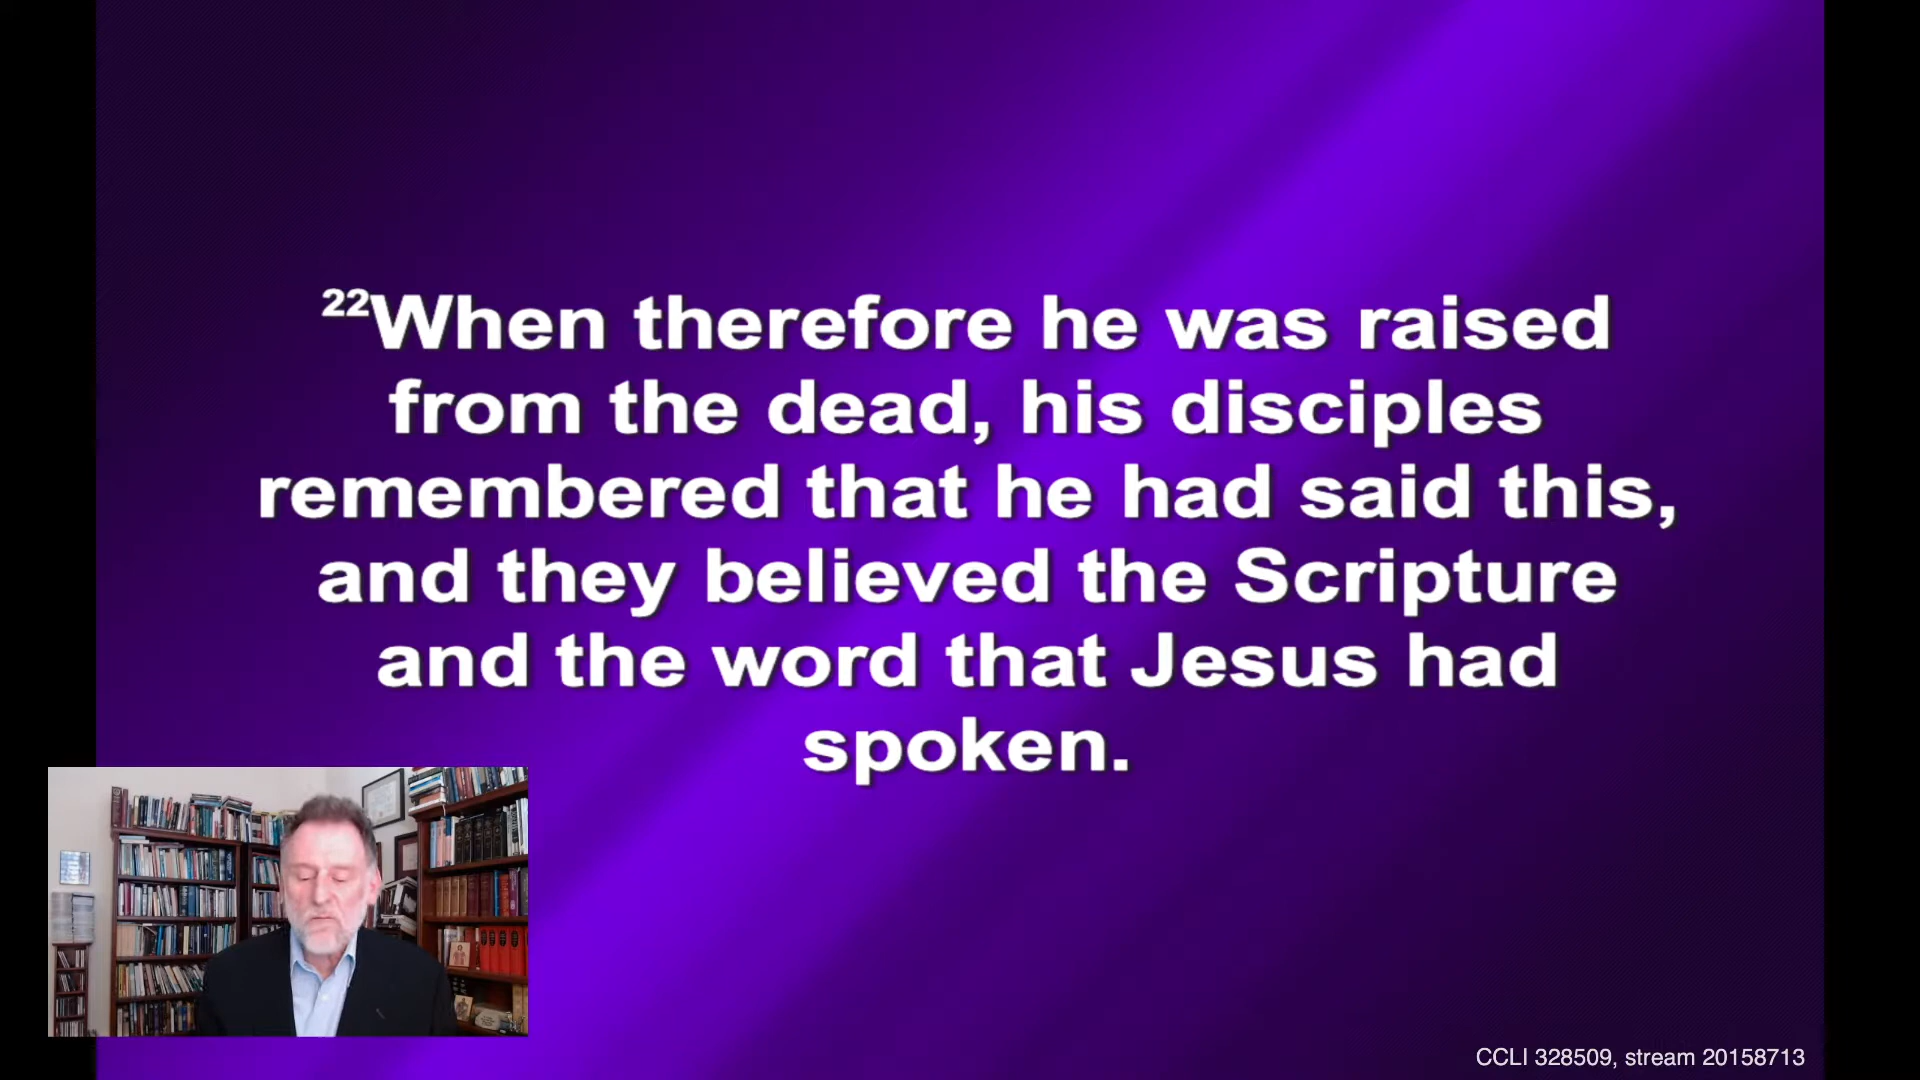 22When therefore he was raised
from the dead, his disciples
remembered that he had said this,
and they believed the Scripture
and the word that Jesus had
spoken.
CCLI 328509, stream 20158713